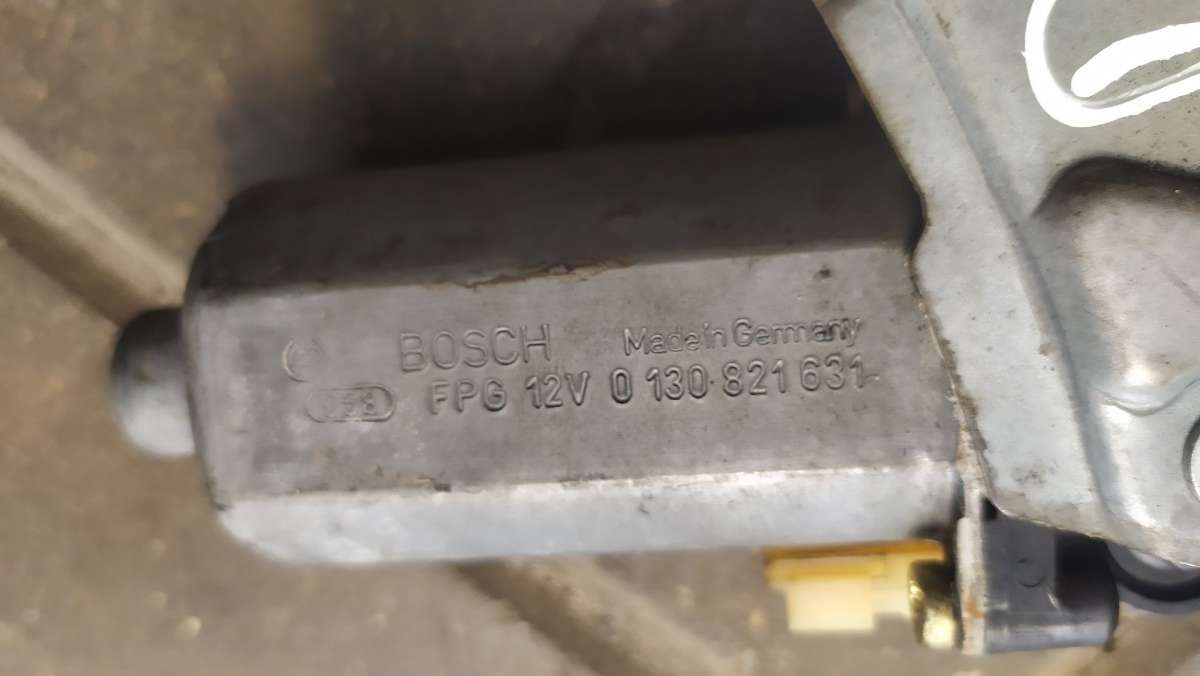 BOSCH Made in Germany
FPG 12V 0 130 821 631